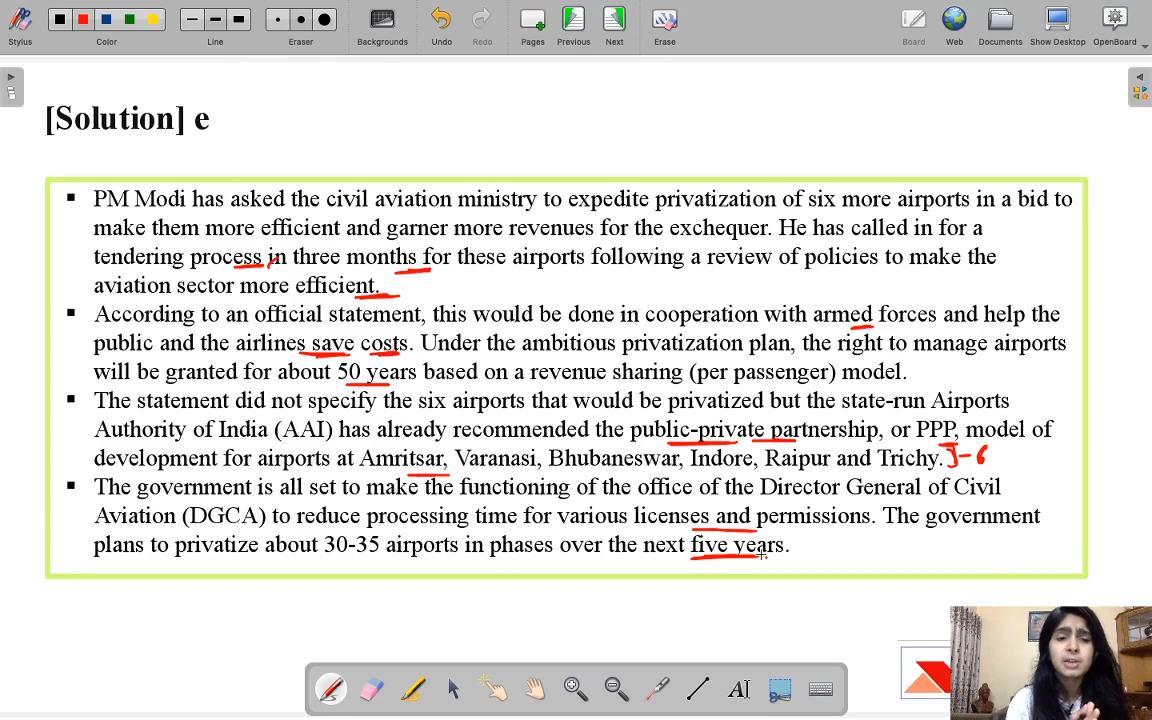 Stylus Color Line Eraser Backgrounds Undo Redo Pages Previous Next Erase Board Web Documents Show Desktop OpenBoard
[Solution] e
▪ PM Modi has asked the civil aviation ministry to expedite privatization of six more airports in a bid to
make them more efficient and garner more revenues for the exchequer. He has called in for a
tendering process in three months for these airports following a review of policies to make the
aviation sector more efficient.
▪ According to an official statement, this would be done in cooperation with armed forces and help the
public and the airlines save costs. Under the ambitious privatization plan, the right to manage airports
will be granted for about 50 years based on a revenue sharing (per passenger) model.
▪ The statement did not specify the six airports that would be privatized but the state-run Airports
Authority of India (AAI) has already recommended the public-private partnership, or PPP, model of
development for airports at Amritsar, Varanasi, Bhubaneswar, Indore, Raipur and Trichy. ]-6
▪ The government is all set to make the functioning of the office of the Director General of Civil
Aviation (DGCA) to reduce processing time for various licenses and permissions. The government
plans to privatize about 30-35 airports in phases over the next five years.